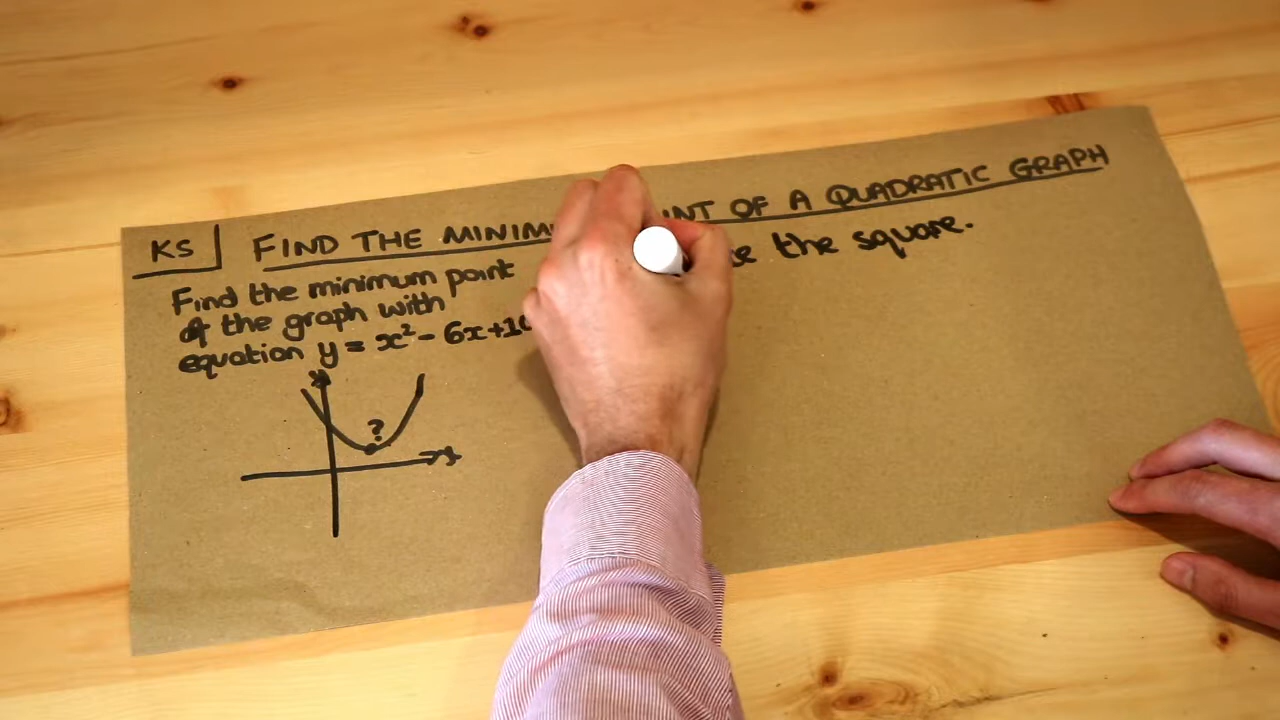 KS FIND THE MINIM NT OF A QUADRATIC GRAPH
Find the minimum point
of the graph with
equation y = x² - 6x + 10
the square.
?